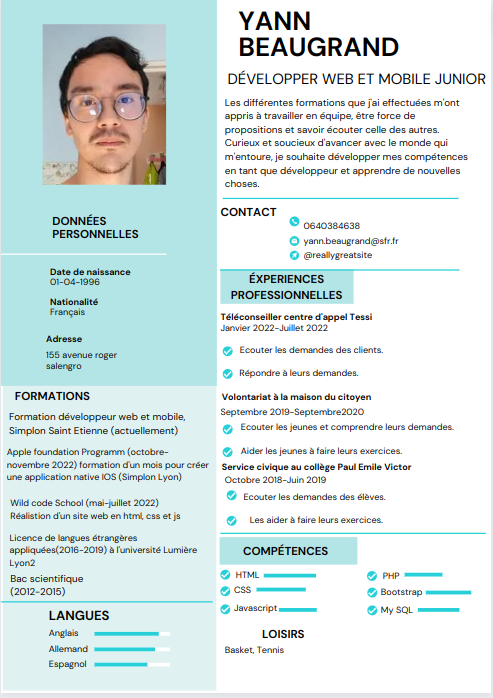 YANN
BEAUGRAND
DÉVELOPPER WEB ET MOBILE JUNIOR
Les différentes formations que j'ai effectuées m'ont
appris à travailler en équipe, être force de
propositions et savoir écouter celle des autres.
Curieux et soucieux d'avancer avec le monde qui
m'entoure, je souhaite développer mes compétences
en tant que développeur et apprendre de nouvelles
choses.
CONTACT
0640384638
yann.beaugrand@sfr.fr
@reallygreatsite
DONNÉES
PERSONNELLES
Date de naissance
01-04-1996
Nationalité
Français
Adresse
155 avenue roger
salengro
FORMATIONS
Formation développeur web et mobile,
Simplon Saint Etienne (actuellement)
Apple foundation Programm (octobre-
novembre 2022) formation d'un mois pour créer
une application native IOS (Simplon Lyon)
Wild code School (mai-juillet 2022)
Réalistion d'un site web en html, css et js
Licence de langues étrangères
appliquées(2016-2019) à l'université Lumière
Lyon2
Bac scientifique
(2012-2015)
LANGUES
Anglais
Allemand
Espagnol
ÉXPERIENCES
PROFESSIONNELLES
Téléconseiller centre d'appel Tessi
Janvier 2022-Juillet 2022
Ecouter les demandes des clients.
Répondre à leurs demandes.
Volontariat à la maison du citoyen
Septembre 2019-Septembre2020
Ecouter les jeunes et comprendre leurs demandes.
Aider les jeunes à faire leurs exercices.
Service civique au collège Paul Emile Victor
Octobre 2018-Juin 2019
Ecouter les demandes des élèves.
Les aider à faire leurs exercices.
COMPÉTENCES
HTML
CSS
Javascript
PHP
Bootstrap
My SQL
LOISIRS
Basket, Tennis